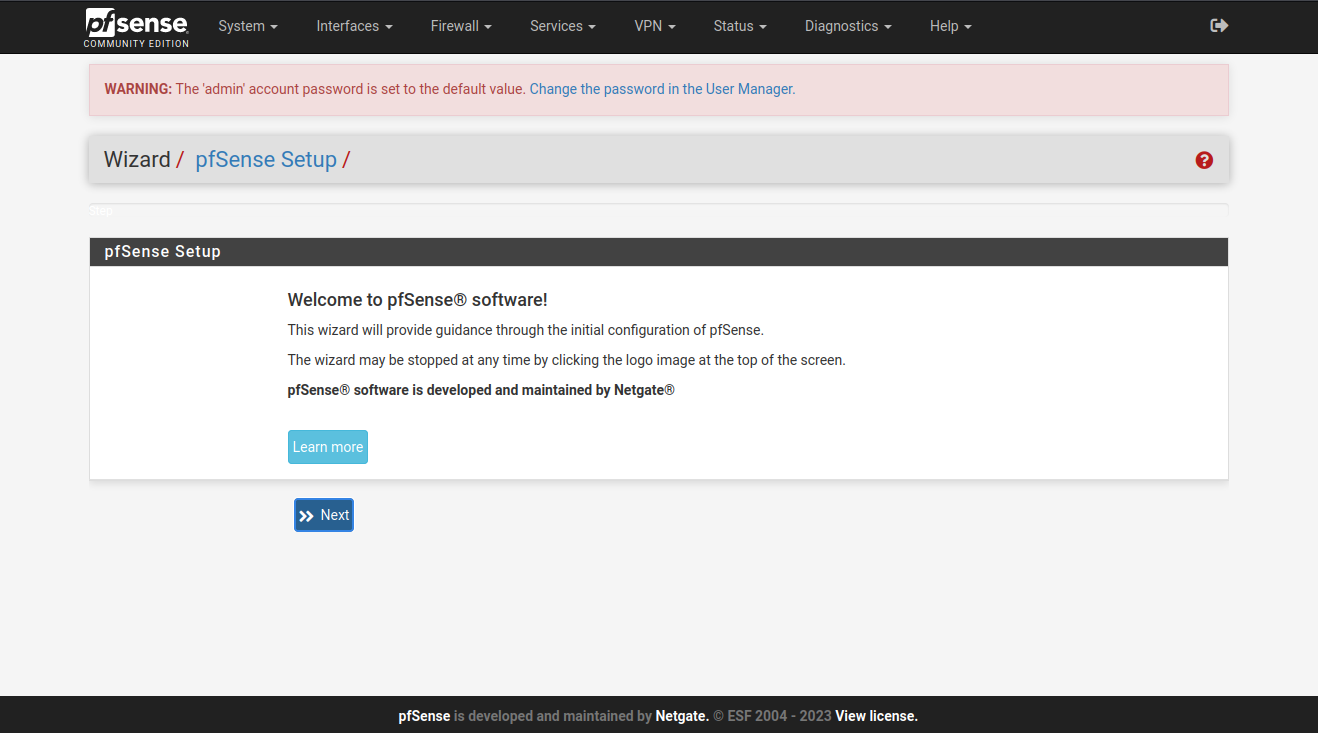 pfsense
COMMUNITY EDITION
System
Interfaces
Firewall
Services
VPN
Status
Diagnostics
Help
WARNING: The 'admin' account password is set to the default value. Change the password in the User Manager.
Wizard / pfSense Setup /
Step
pfSense Setup
Welcome to pfSense® software!
This wizard will provide guidance through the initial configuration of pfSense.
The wizard may be stopped at any time by clicking the logo image at the top of the screen.
pfSense® software is developed and maintained by Netgate®
Learn more
Next
pfSense is developed and maintained by Netgate. © ESF 2004 - 2023 View license.